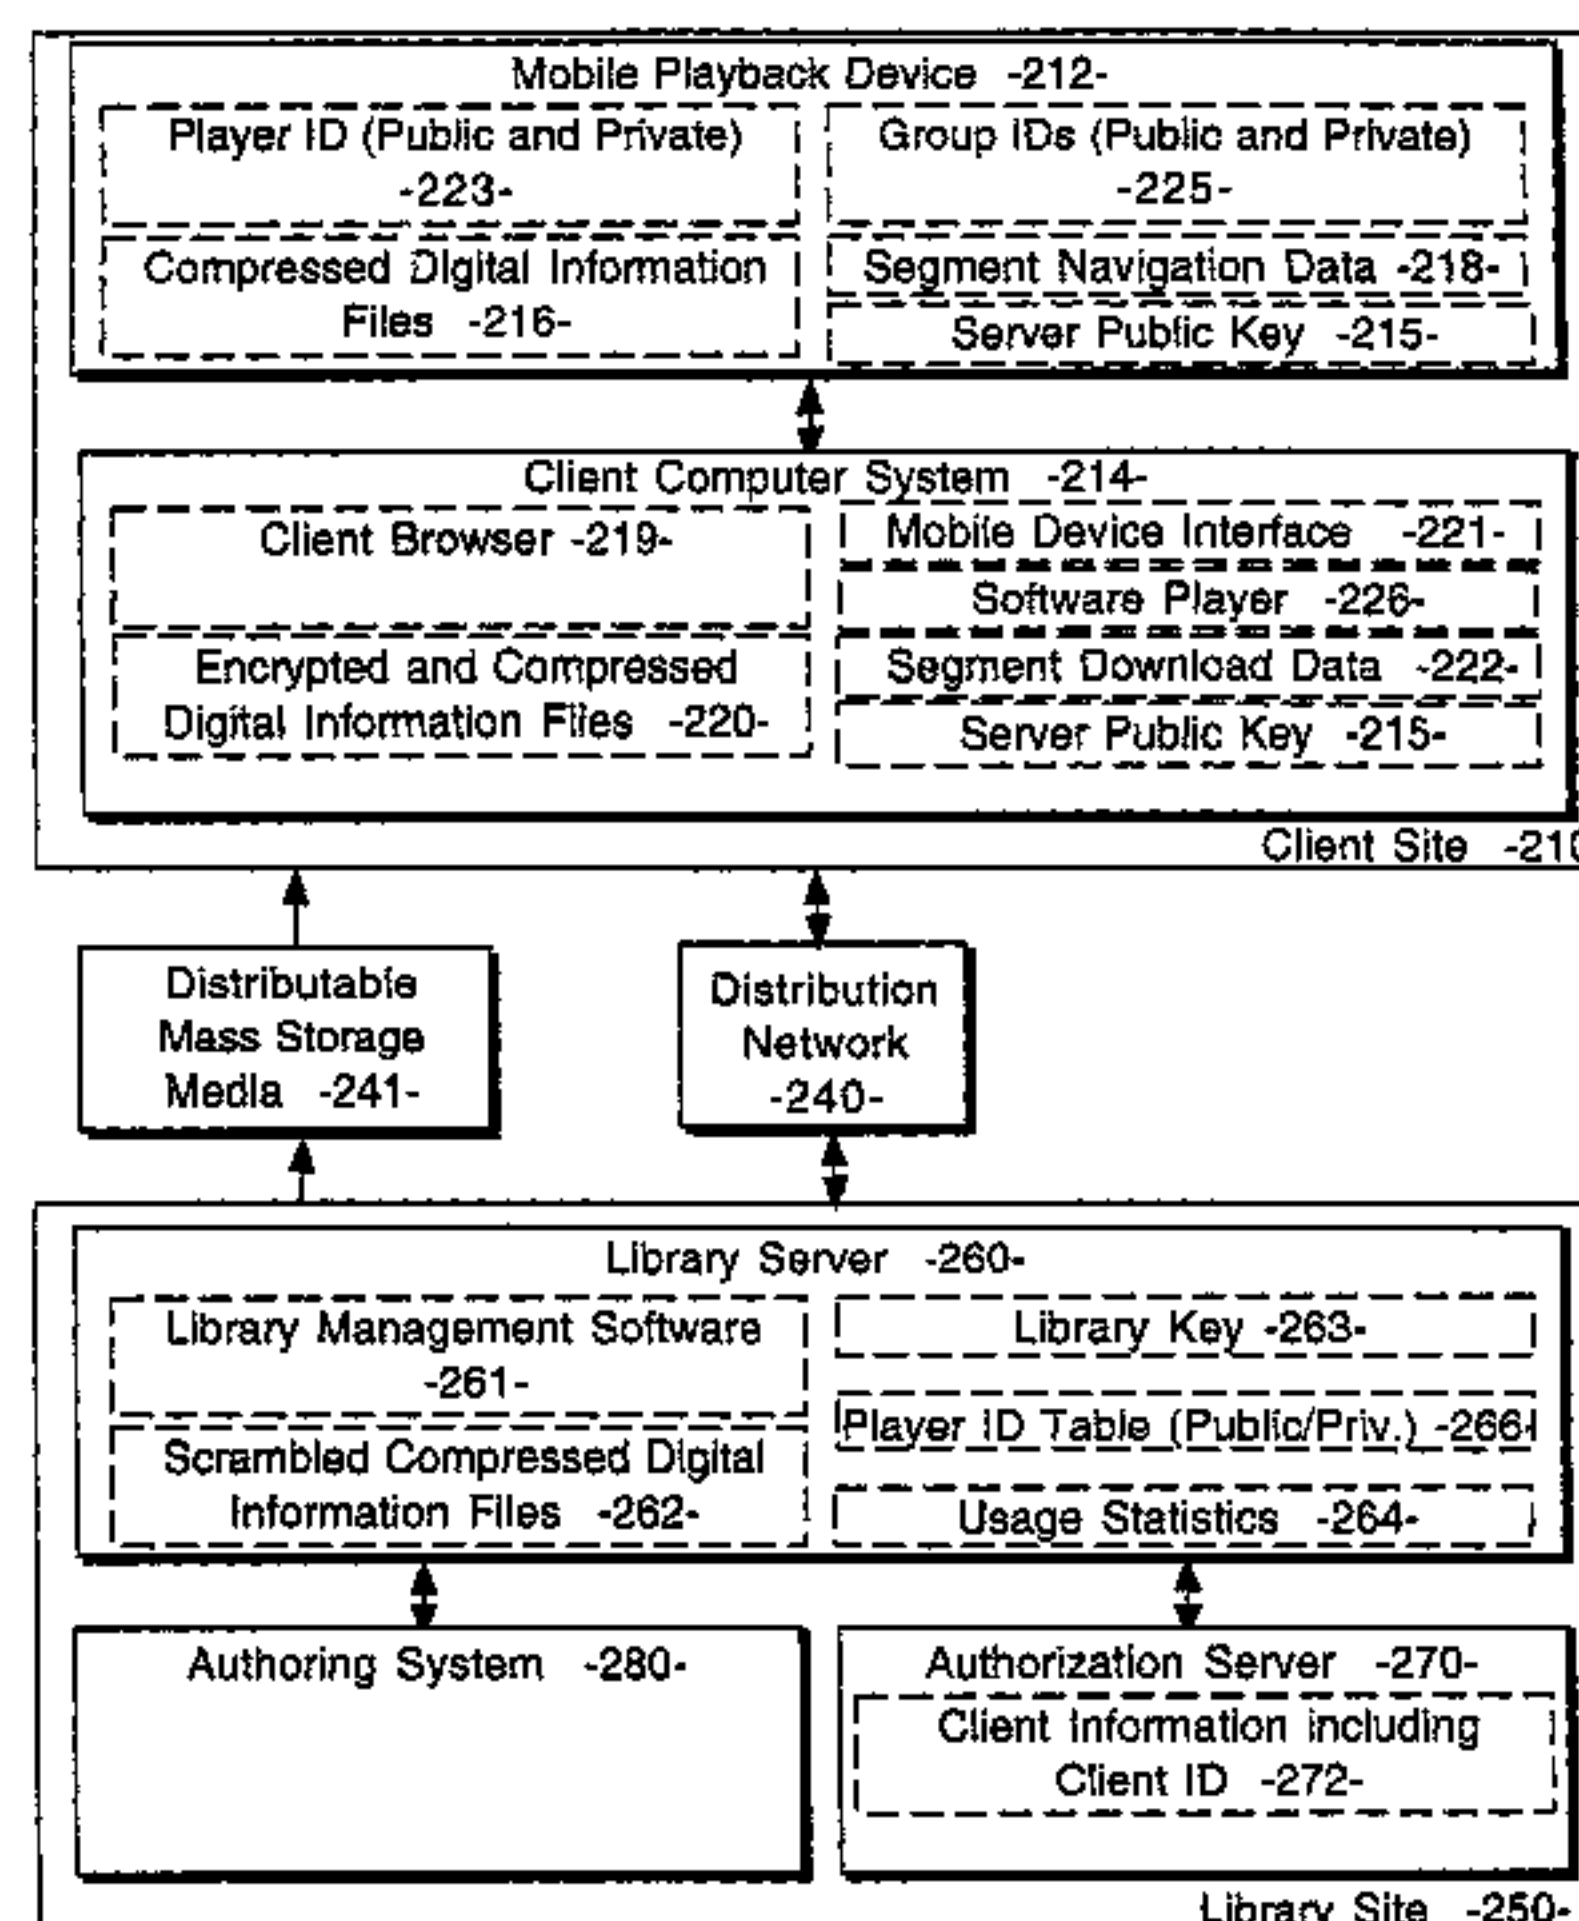 Mobile Playback Device -212-
Player ID (Public and Private)
-223-
Group IDs (Public and Private)
-225-
Compressed Digital Information
Files -216-
Segment Navigation Data -218-
Server Public Key -215-
Client Computer System -214-
Client Browser -219-
Mobile Device Interface -221-
Software Player -226-
Encrypted and Compressed
Digital Information Files -220-
Segment Download Data -222-
Server Public Key -215-
Client Site -210
Distributable
Mass Storage
Media -241-
Distribution
Network
-240-
Library Server -260-
Library Management Software
-261-
Library Key -263-
Player ID Table (Public/Priv.) -266-
Scrambled Compressed Digital
Information Files -262-
Usage Statistics -264-
Authoring System -280-
Authorization Server -270-
Client Information including
Client ID -272-
Library Site -250-